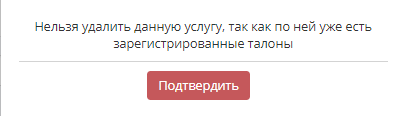 Нельзя удалить данную услугу, так как по ней уже есть
зарегистрированные талоны
Подтвердить